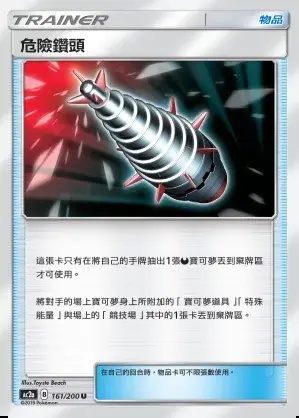 TRAINER 物品
危險鑽頭
這張卡只有在將自己的手牌抽出1張寶可夢丟到棄牌區
才可使用。
將對手的場上寶可夢身上所附加的「寶可夢道具」「特殊
能量」與場上的「競技場」其中的1張卡丟到棄牌區。
在自己的回合時,物品卡可不限張數使用。
Illus.Toyste Beach
AC2a B 161/200 U
©2019 Pokémon